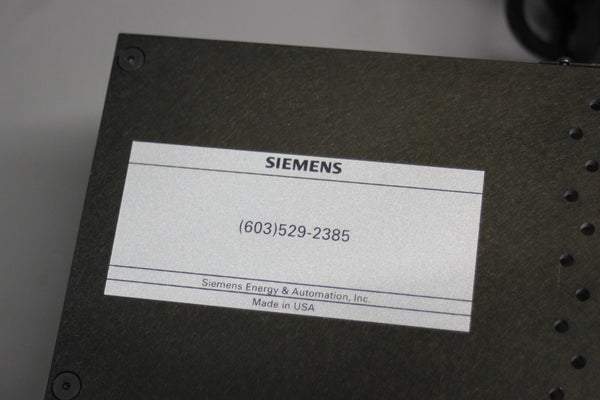 SIEMENS
(603)529-2385
Siemens Energy & Automation, Inc.
Made in USA